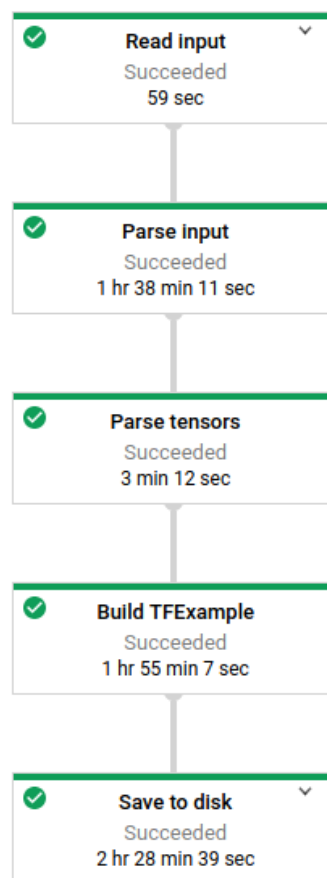 Read input
Succeeded
59 sec
Parse input
Succeeded
1 hr 38 min 11 sec
Parse tensors
Succeeded
3 min 12 sec
Build TFExample
Succeeded
1 hr 55 min 7 sec
Save to disk
Succeeded
2 hr 28 min 39 sec